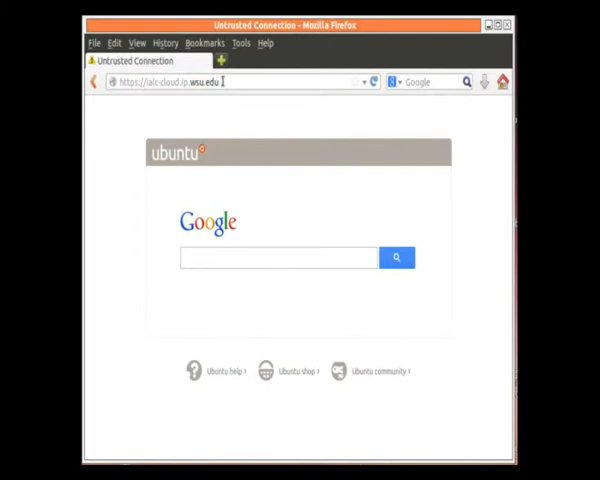 Untrusted Connection - Mozilla Firefox
File Edit View History Bookmarks Tools Help
Untrusted Connection
https://ialc-cloud.ip.wsu.edu Google
ubuntu
Google
Ubuntu help › Ubuntu shop › Ubuntu community ›